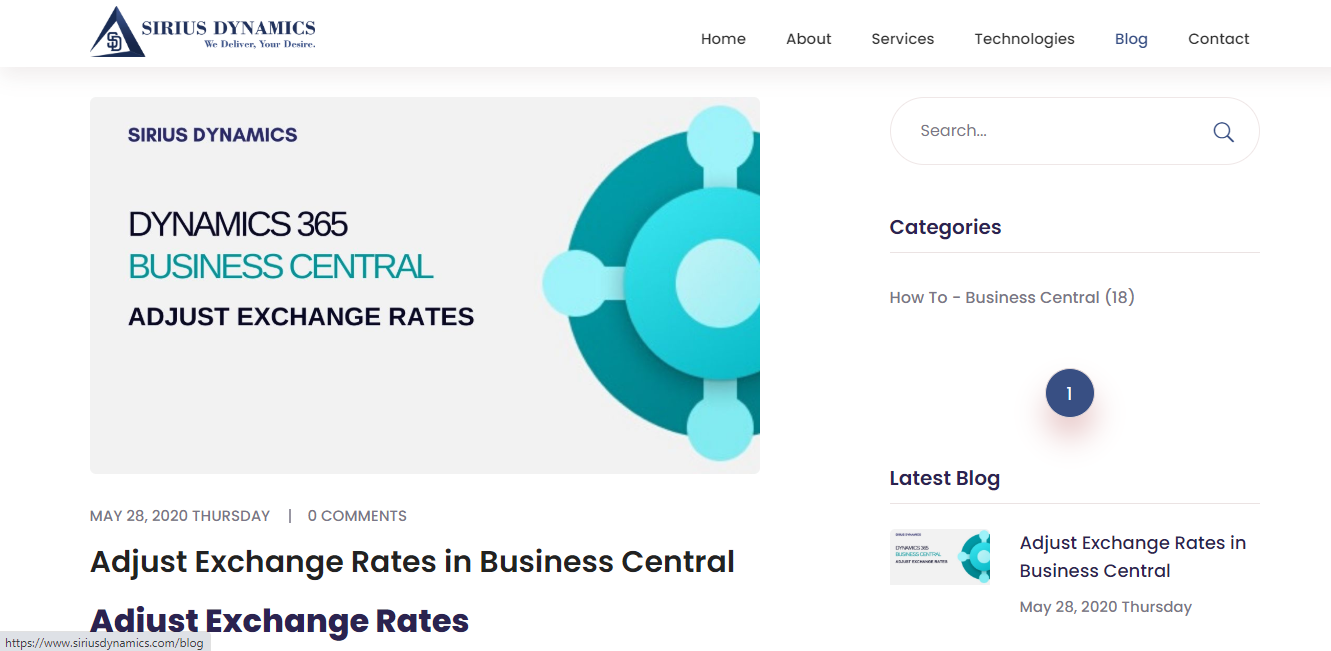 SIRIUS DYNAMICS
We Deliver, Your Desire.
Home
About
Services
Technologies
Blog
Contact
SIRIUS DYNAMICS
DYNAMICS 365
BUSINESS CENTRAL
ADJUST EXCHANGE RATES
MAY 28, 2020 THURSDAY | 0 COMMENTS
Adjust Exchange Rates in Business Central
Adjust Exchange Rates
https://www.siriusdynamics.com/blog
Search...
Categories
How To - Business Central (18)
1
Latest Blog
SIRIUS DYNAMICS
DYNAMICS 365
BUSINESS CENTRAL
ADJUST EXCHANGE RATES
Adjust Exchange Rates in
Business Central
May 28, 2020 Thursday